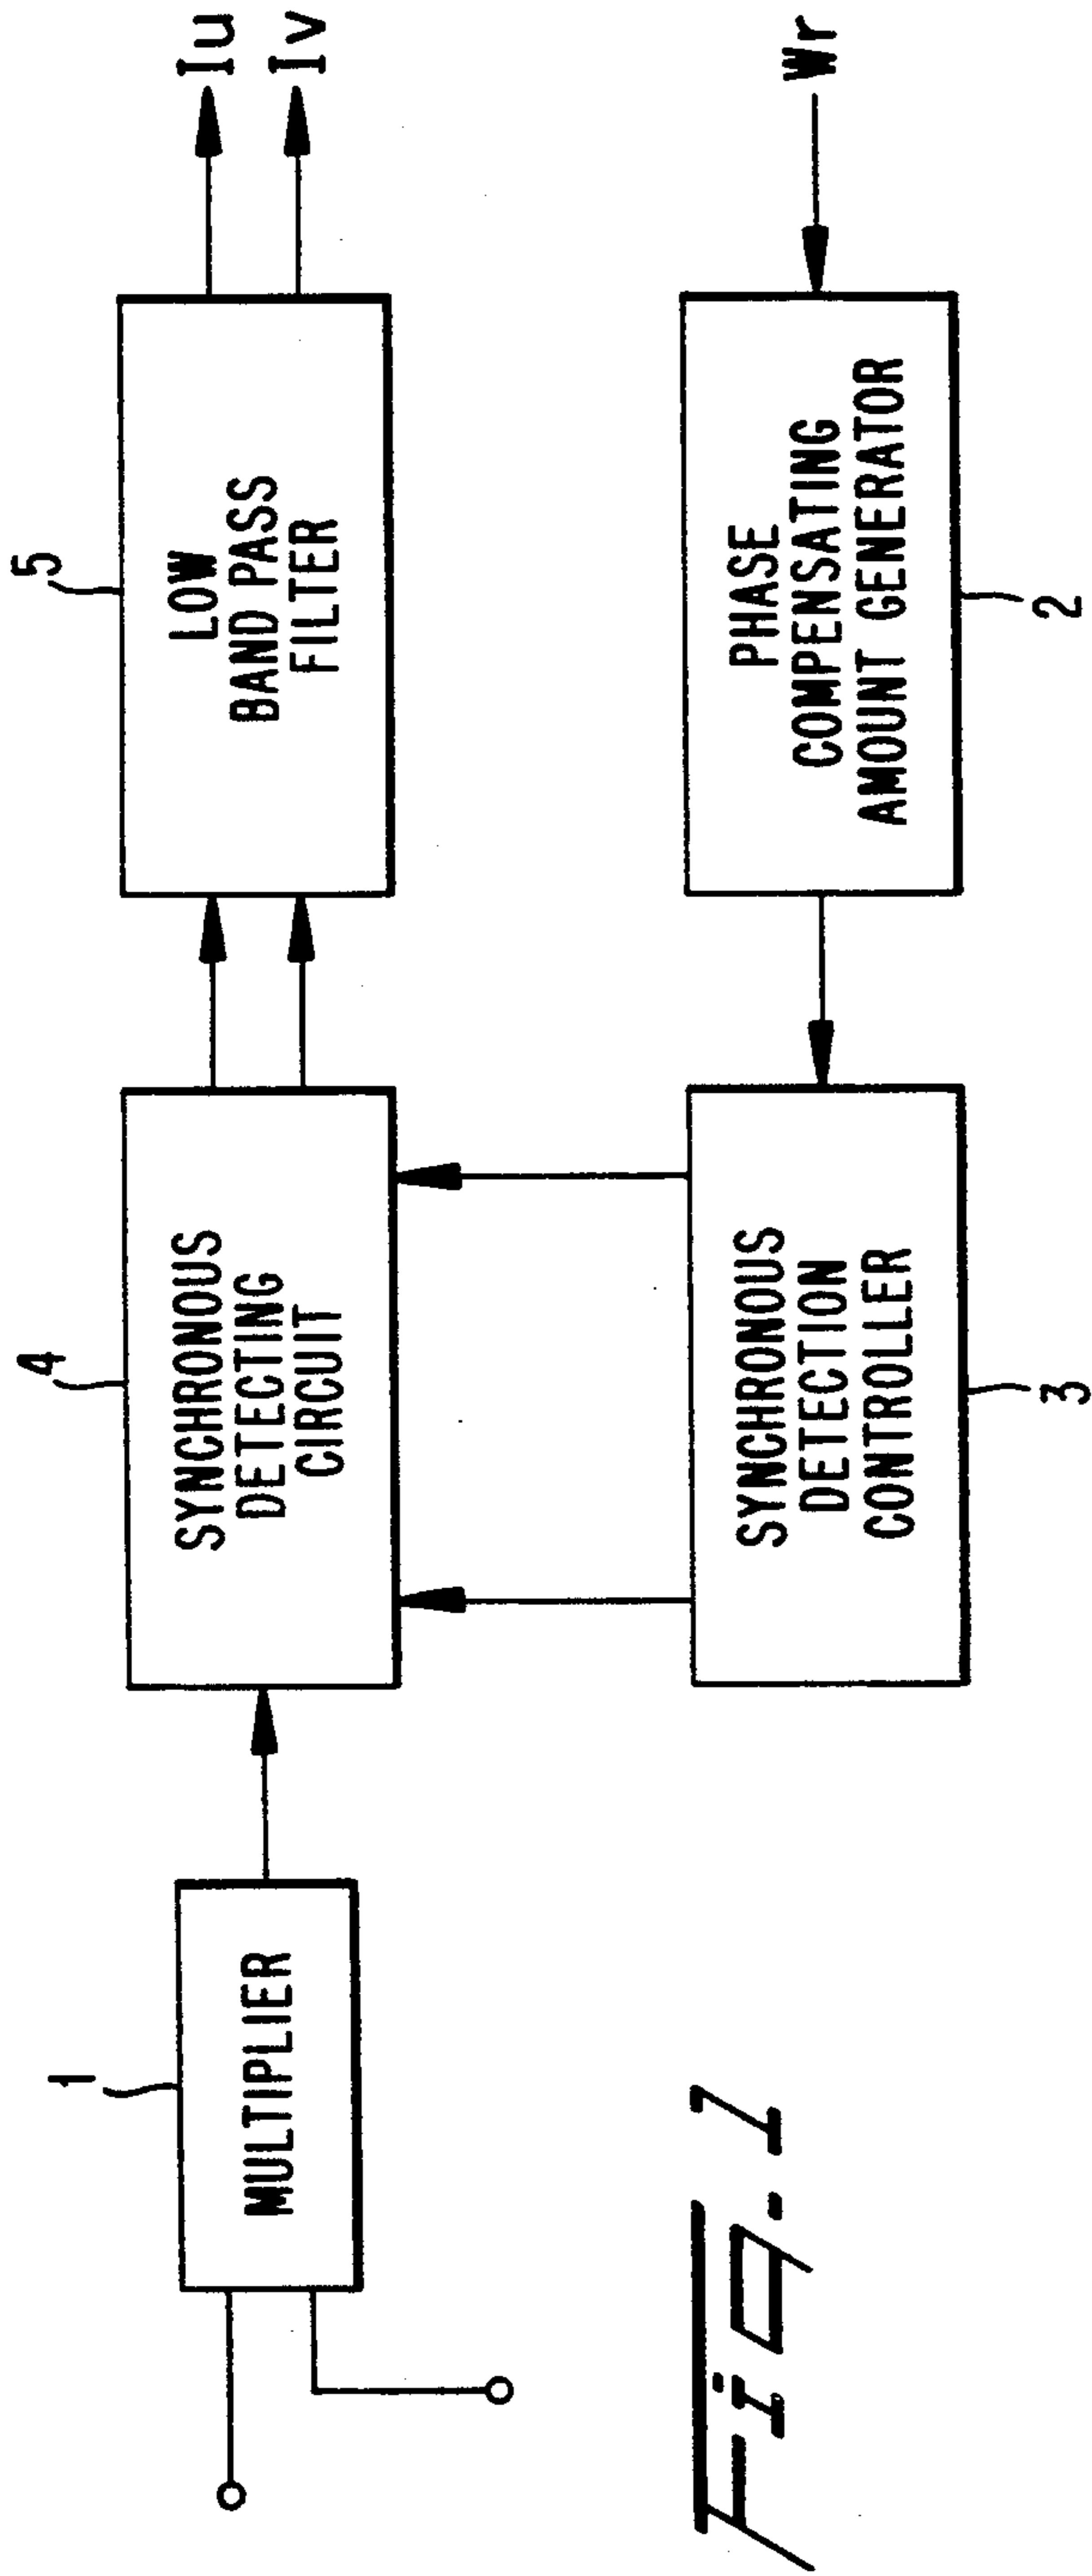 1
MULTIPLIER
4
SYNCHRONOUS
DETECTING
CIRCUIT
5
LOW
BAND PASS
FILTER
Iu
Iv
SYNCHRONOUS
DETECTION
CONTROLLER
3
PHASE
COMPENSATING
AMOUNT GENERATOR
2
Wr
Fig. 1